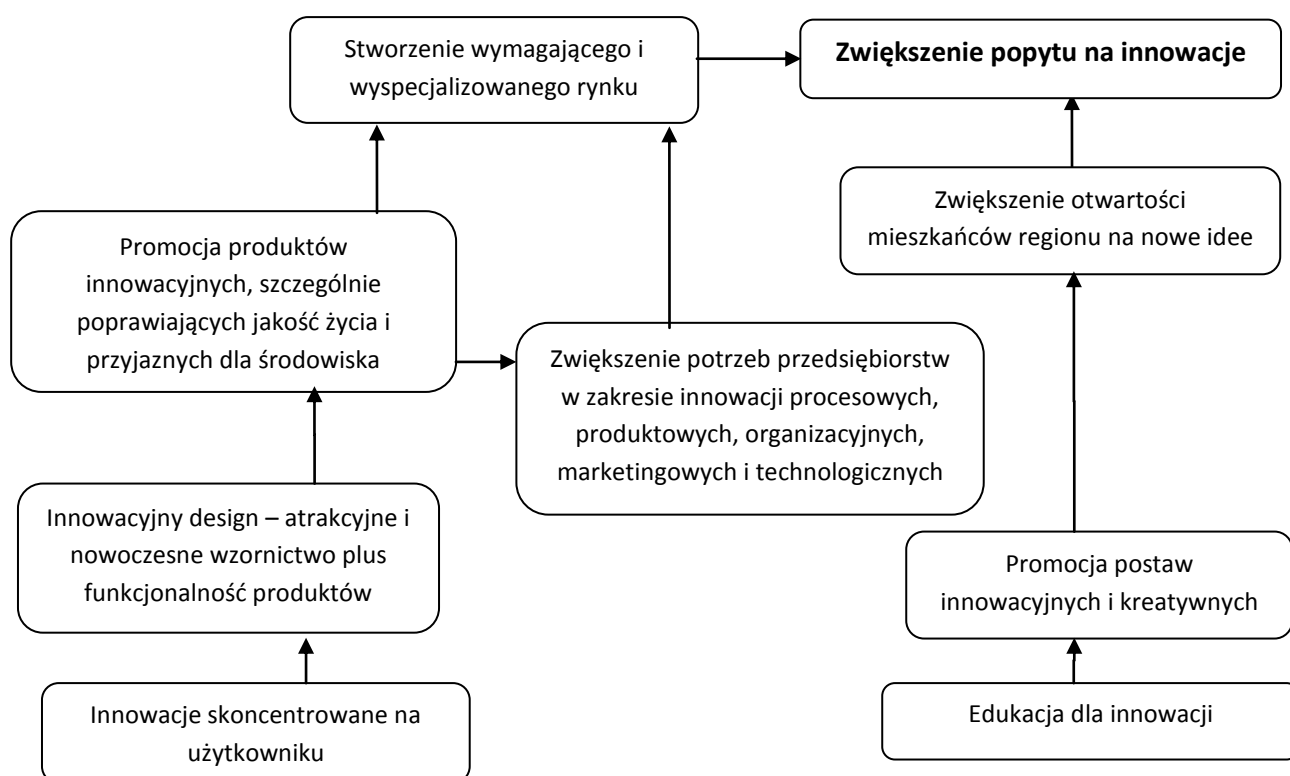 Stworzenie wymagającego i
wyspecjalizowanego rynku
Zwiększenie popytu na innowacje
Zwiększenie otwartości
mieszkańców regionu na nowe idee
Promocja produktów
innowacyjnych, szczególnie
poprawiających jakość życia i
przyjaznych dla środowiska
Zwiększenie potrzeb przedsiębiorstw
w zakresie innowacji procesowych,
produktowych, organizacyjnych,
marketingowych i technologicznych
Innowacyjny design – atrakcyjne i
nowoczesne wzornictwo plus
funkcjonalność produktów
Promocja postaw
innowacyjnych i kreatywnych
Innowacje skoncentrowane na
użytkowniku
Edukacja dla innowacji